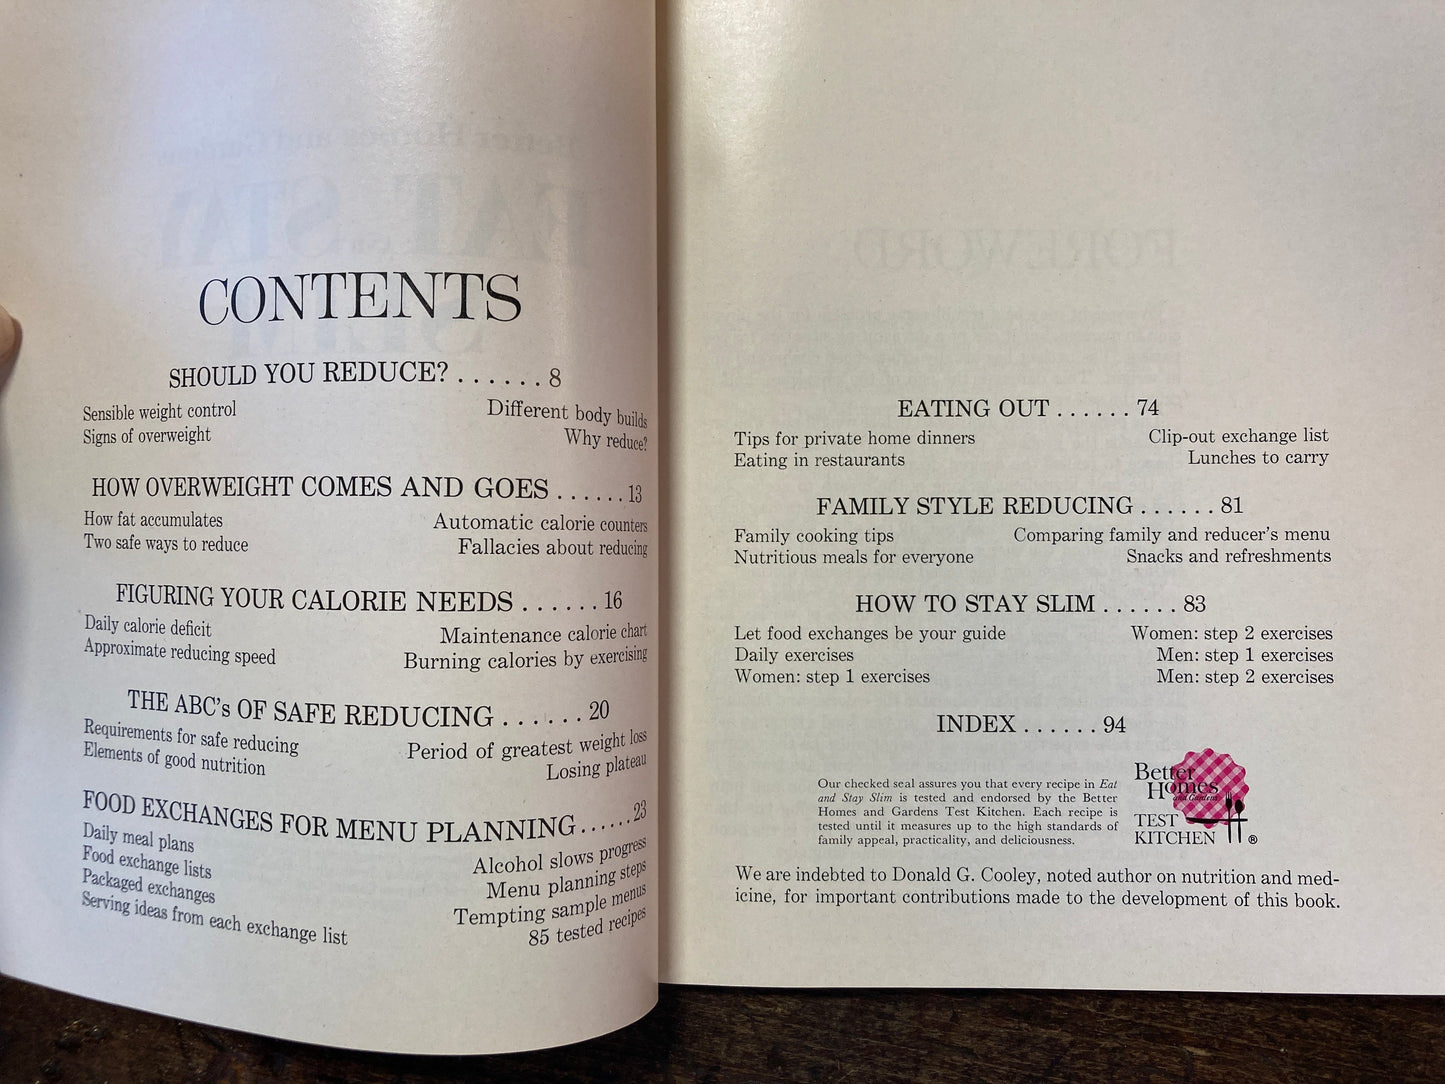 CONTENTS
SHOULD YOU REDUCE? . . . . . . 8
Sensible weight control Different body builds
Signs of overweight Why reduce?
HOW OVERWEIGHT COMES AND GOES . . . . . . 13
How fat accumulates Automatic calorie counters
Two safe ways to reduce Fallacies about reducing
FIGURING YOUR CALORIE NEEDS . . . . . . 16
Daily calorie deficit Maintenance calorie chart
Approximate reducing speed Burning calories by exercising
THE ABC's OF SAFE REDUCING . . . . . . 20
Requirements for safe reducing Period of greatest weight loss
Elements of good nutrition Losing plateau
FOOD EXCHANGES FOR MENU PLANNING . . . . . . 23
Daily meal plans Alcohol slows progress
Food exchange lists Menu planning steps
Packaged exchanges Tempting sample menus
Serving ideas from each exchange list 85 tested recipes
EATING OUT . . . . . . 74
Tips for private home dinners Clip-out exchange list
Eating in restaurants Lunches to carry
FAMILY STYLE REDUCING . . . . . . 81
Family cooking tips Comparing family and reducer's menu
Nutritious meals for everyone Snacks and refreshments
HOW TO STAY SLIM . . . . . . 83
Let food exchanges be your guide Women: step 2 exercises
Daily exercises Men: step 1 exercises
Women: step 1 exercises Men: step 2 exercises
INDEX . . . . . . 94
Our checked seal assures you that every recipe in Eat
and Stay Slim is tested and endorsed by the Better
Homes and Gardens Test Kitchen. Each recipe is
tested until it measures up to the high standards of
family appeal, practicality, and deliciousness.
Better
Homes
and Gardens
TEST
KITCHEN ®
We are indebted to Donald G. Cooley, noted author on nutrition and med-
icine, for important contributions made to the development of this book.